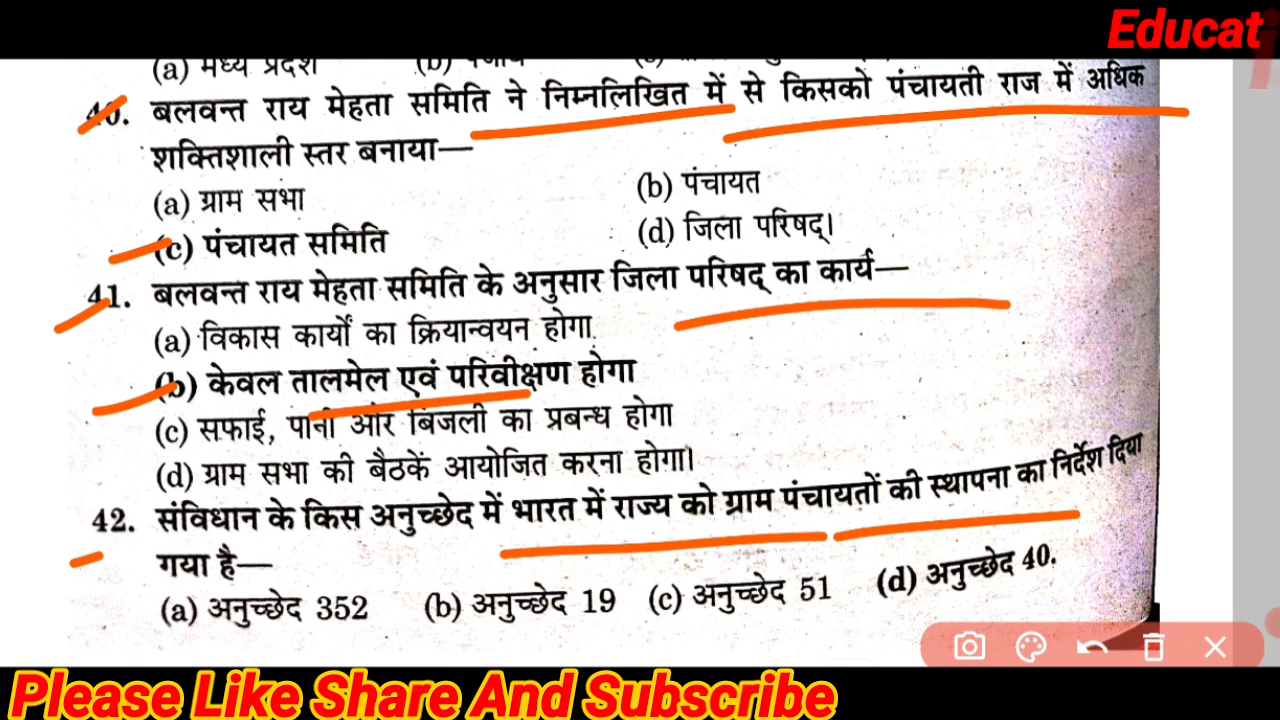 Educat
(a) मध्य प्रदेश
40. बलवन्त राय मेहता समिति ने निम्नलिखित में से किसको पंचायती राज में अधिक
शक्तिशाली स्तर बनाया—
(a) ग्राम सभा (b) पंचायत
(c) पंचायत समिति (d) जिला परिषद्।
41. बलवन्त राय मेहता समिति के अनुसार जिला परिषद् का कार्य—
(a) विकास कार्यों का क्रियान्वयन होगा
(b) केवल तालमेल एवं परिवीक्षण होगा
(c) सफाई, पानी और बिजली का प्रबन्ध होगा
(d) ग्राम सभा की बैठकें आयोजित करना होगा।
42. संविधान के किस अनुच्छेद में भारत में राज्य को ग्राम पंचायतों की स्थापना का निर्देश दिया
गया है—
(a) अनुच्छेद 352 (b) अनुच्छेद 19 (c) अनुच्छेद 51 (d) अनुच्छेद 40.
Please Like Share And Subscribe